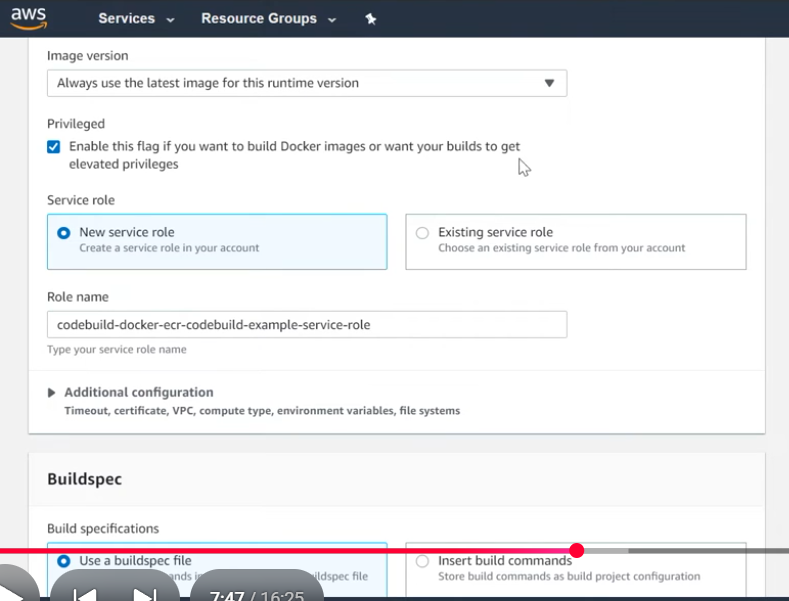 aws Services Resource Groups
Image version
Always use the latest image for this runtime version
Privileged
Enable this flag if you want to build Docker images or want your builds to get
elevated privileges
Service role
New service role Existing service role
Create a service role in your account Choose an existing service role from your account
Role name
codebuild-docker-ecr-codebuild-example-service-role
Type your service role name
Additional configuration
Timeout, certificate, VPC, compute type, environment variables, file systems
Buildspec
Build specifications
Use a buildspec file Insert build commands
buildspec file Store build commands as build project configuration
7:47 / 16:25